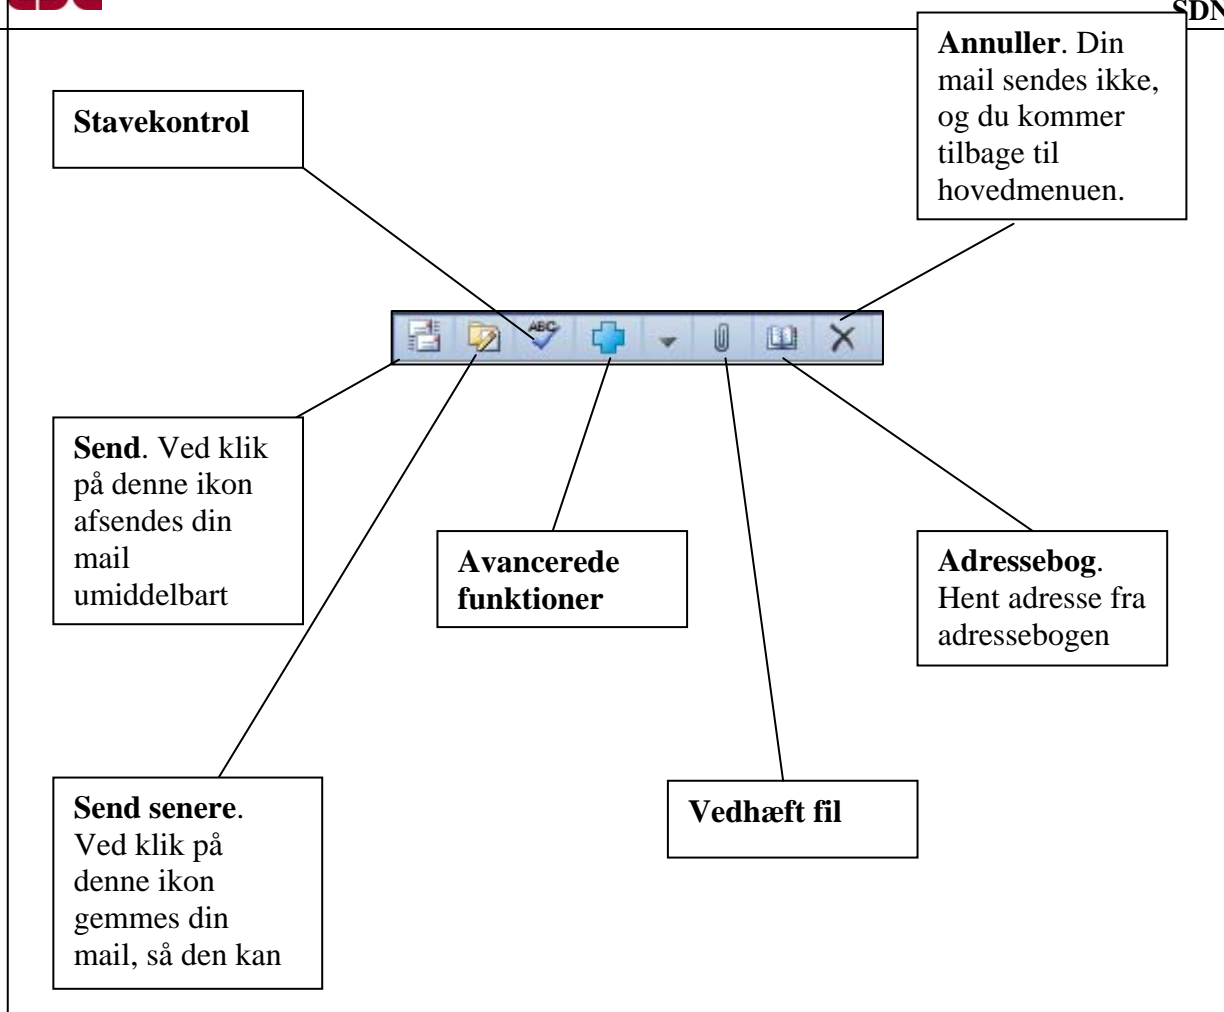 SDN
Annuller. Din
mail sendes ikke,
og du kommer
tilbage til
hovedmenuen.
Stavekontrol
ABC
Send. Ved klik
på denne ikon
afsendes din
mail
umiddelbart
Avancerede
funktioner
Adressebog.
Hent adresse fra
adressebogen
Send senere.
Ved klik på
denne ikon
gemmes din
mail, så den kan
Vedhæft fil